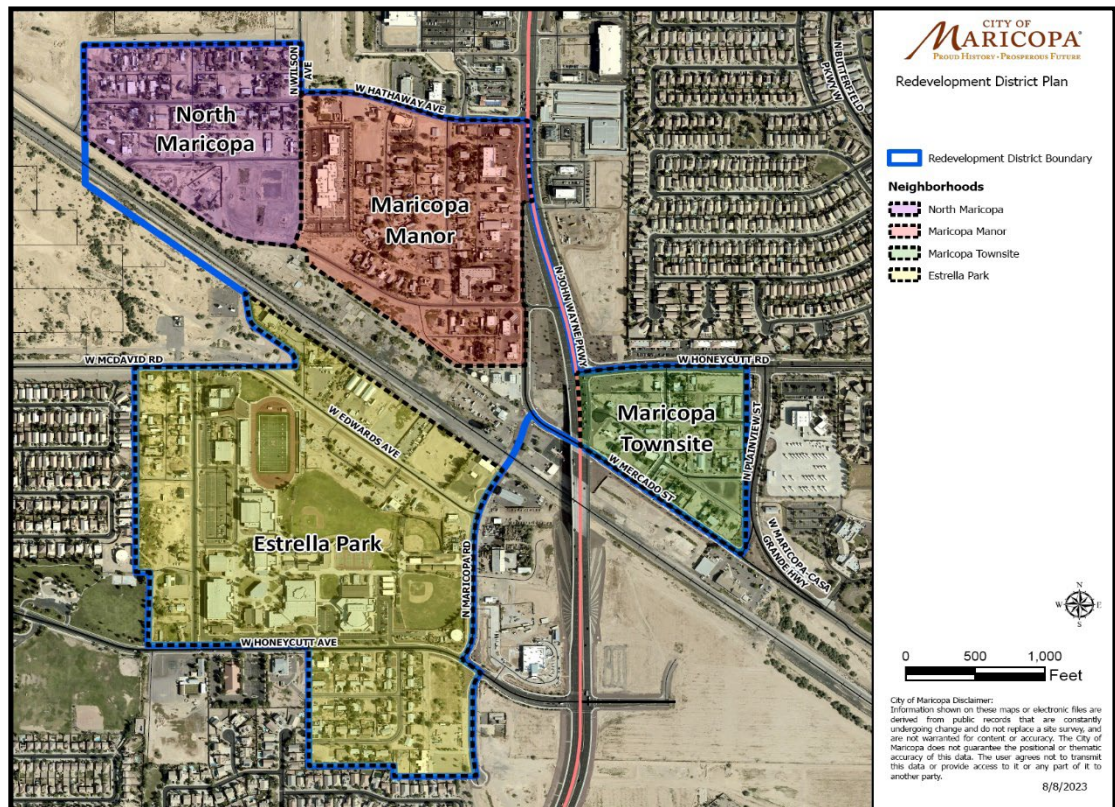 CITY OF
MARICOPA®
PROUD HISTORY • PROSPEROUS FUTURE
Redevelopment District Plan
Redevelopment District Boundary
Neighborhoods
North Maricopa
Maricopa Manor
Maricopa Townsite
Estrella Park
N WILSON
AVE
W HATHAWAY AVE
N BUTTERFIELD
PKWY W
North
Maricopa
Maricopa
Manor
N JOHN WAYNE PKWY
W MCDAVID RD
W HONEYCUTT RD
Maricopa
Townsite
W EDWARDS AVE
N PLAINVIEW ST
W MERCADO ST
Estrella Park
N MARICOPA RD
W MARICOPA-CASA
GRANDE HWY
W HONEYCUTT AVE
N
W E
S
0 500 1,000
Feet
City of Maricopa Disclaimer:
Information shown on these maps or electronic files are
derived from public records that are constantly
undergoing change and do not replace a site survey, and
are not warranted for content or accuracy. The City of
Maricopa does not guarantee the positional or thematic
accuracy of this data. The user agrees not to transmit
this data or provide access to it or any part of it to
another party.
8/8/2023